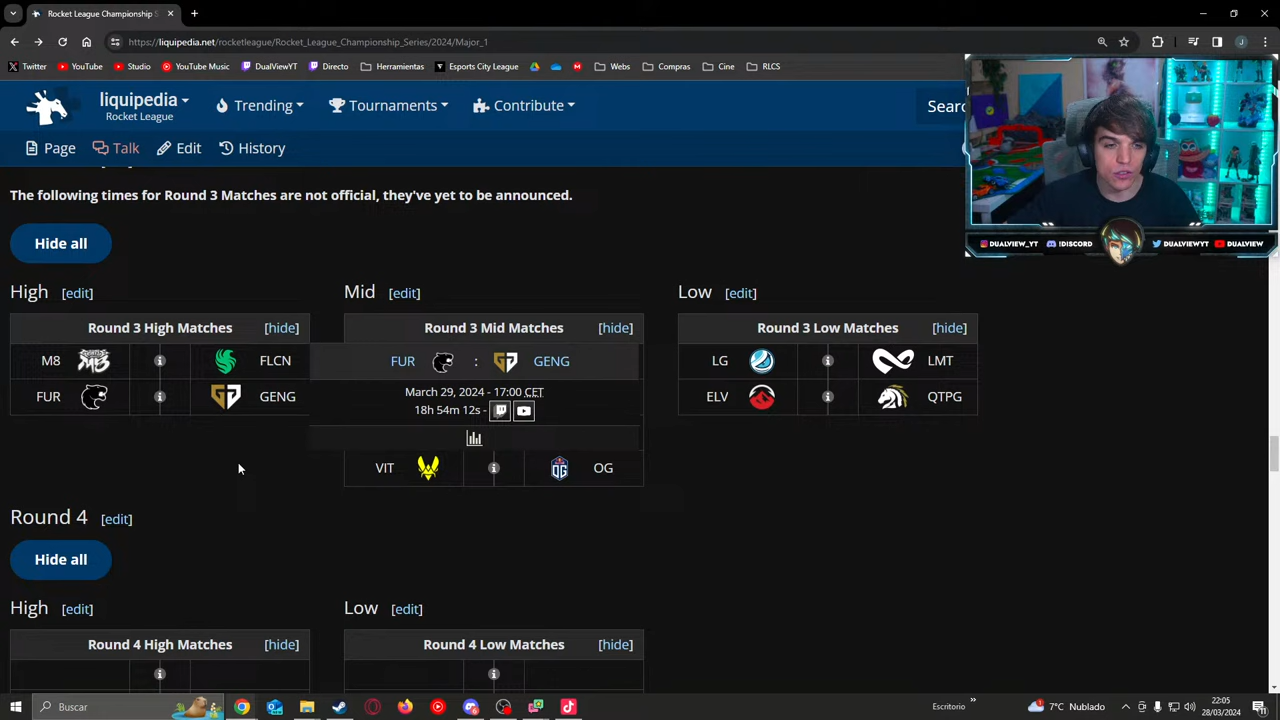 Rocket League Championship S
https://liquipedia.net/rocketleague/Rocket_League_Championship_Series/2024/Major_1
Twitter YouTube Studio YouTube Music DualViewYT Directo Herramientas Esports City League Webs Compras Cine RLCS
liquipedia
Rocket League
Trending Tournaments Contribute Searc
Page Talk Edit History
The following times for Round 3 Matches are not official, they've yet to be announced.
DUALVIEW_YT !DISCORD DUALVIEWYT DUALVIEW
Hide all
High [edit] Mid [edit] Low [edit]
Round 3 High Matches [hide] Round 3 Mid Matches [hide] Round 3 Low Matches [hide]
M8 FLCN FUR : GENG LG LMT
FUR GENG March 29, 2024 - 17:00 CET ELV QTPG
18h 54m 12s -
VIT OG
Round 4 [edit]
Hide all
High [edit] Low [edit]
Round 4 High Matches [hide] Round 4 Low Matches [hide]
Buscar Escritorio 7°C Nublado 22:05
28/03/2024